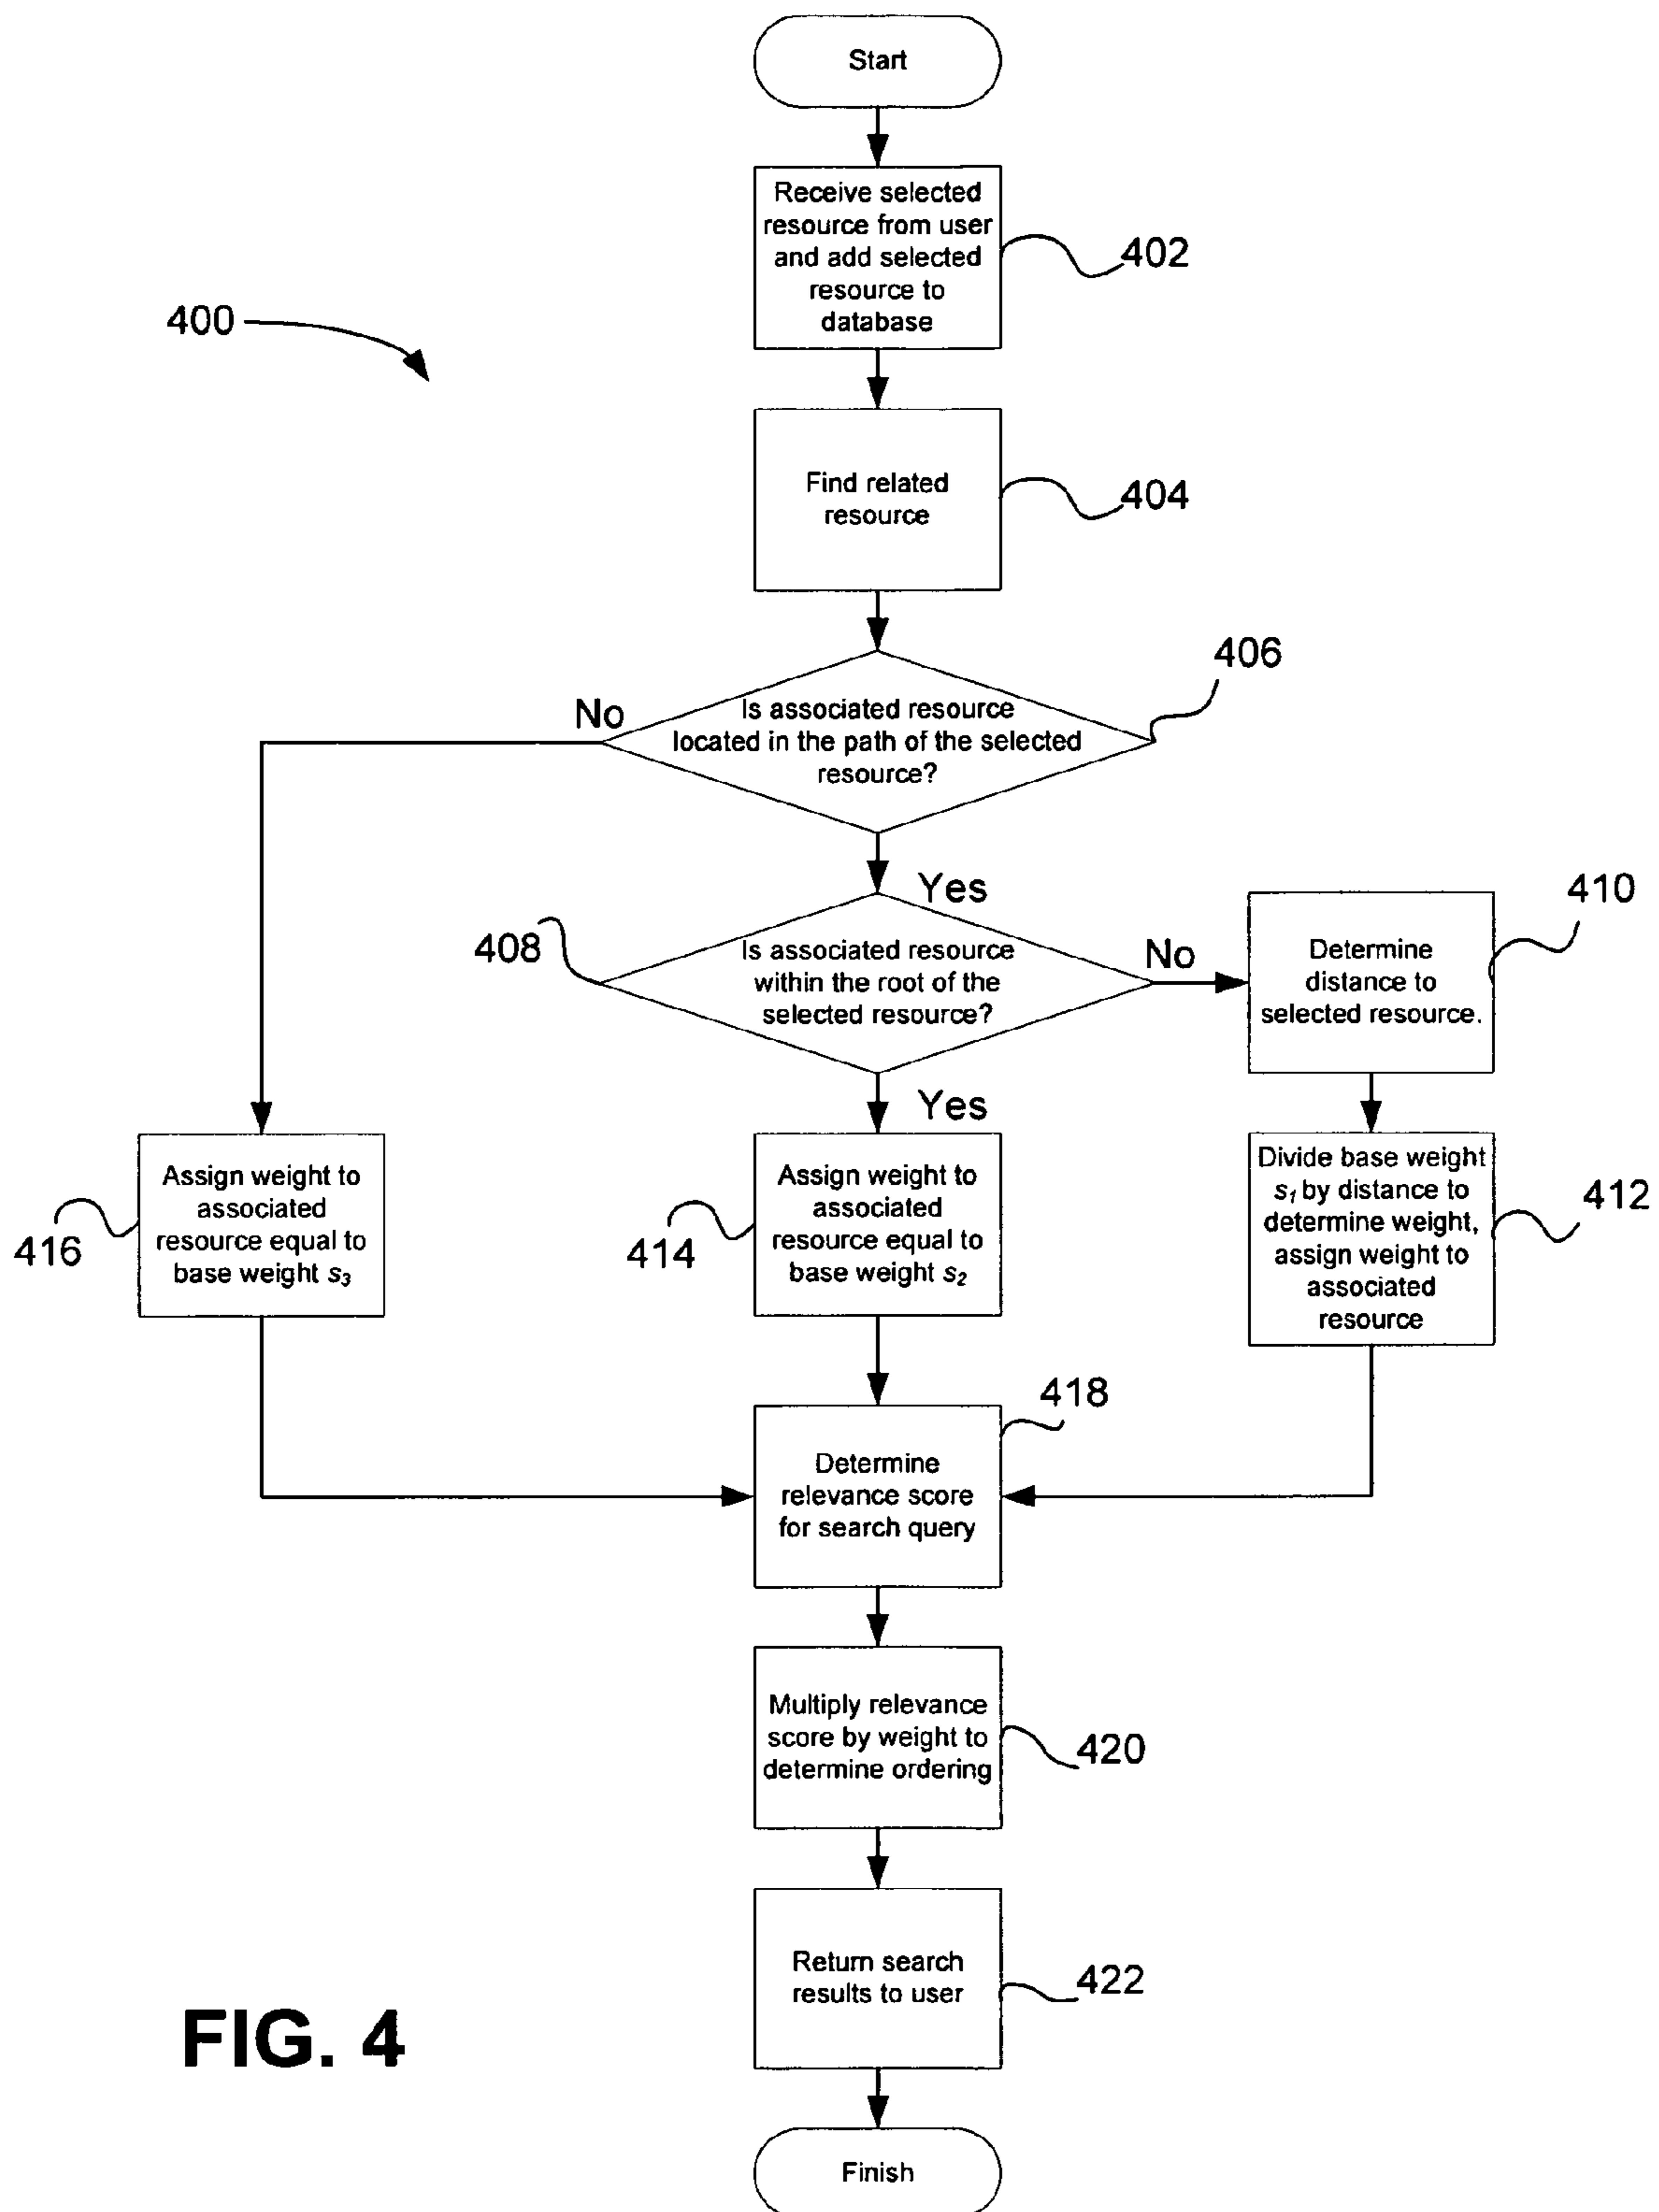 Start
Receive selected
resource from user
and add selected
resource to
database
402
400
Find related
resource
404
406
No
Is associated resource
located in the path of the selected
resource?
Yes
408
Is associated resource
within the root of the
selected resource?
No
410
Determine
distance to
selected resource.
Yes
416
Assign weight to
associated
resource equal to
base weight s3
414
Assign weight to
associated
resource equal to
base weight s2
Divide base weight
s1 by distance to
determine weight,
assign weight to
associated
resource
412
418
Determine
relevance score
for search query
Multiply relevance
score by weight to
determine ordering
420
Return search
results to user
422
FIG. 4
Finish